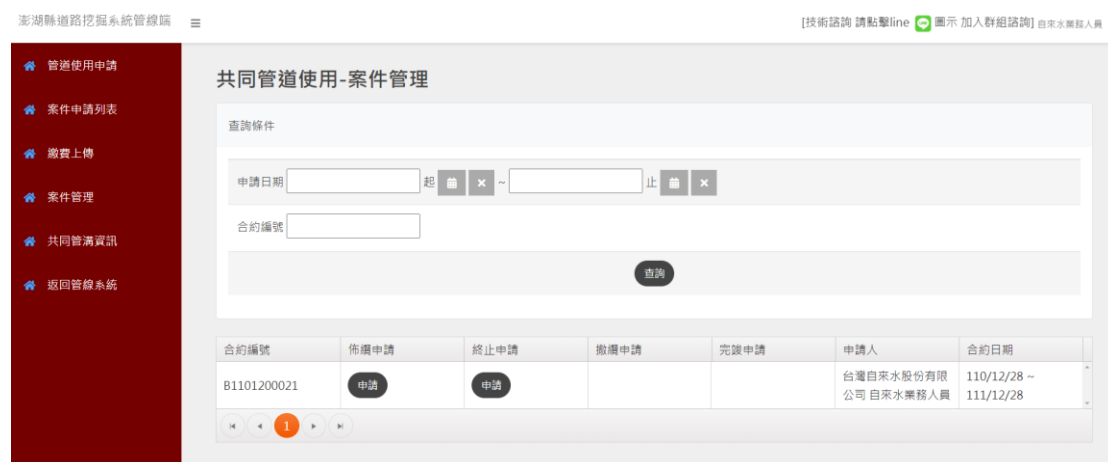 澎湖縣道路挖掘系統管線端
[技術諮詢 請點擊line 圖示 加入群組諮詢] 自來水業務人員
管道使用申請
案件申請列表
繳費上傳
案件管理
共同管溝資訊
返回管線系統
共同管道使用-案件管理
查詢條件
申請日期 起 ~ 止
合約編號
查詢
合約編號 佈纜申請 終止申請 撤纜申請 完竣申請 申請人 合約日期
B1101200021 申請 申請 台灣自來水股份有限 110/12/28 ~
公司 自來水業務人員 111/12/28
1